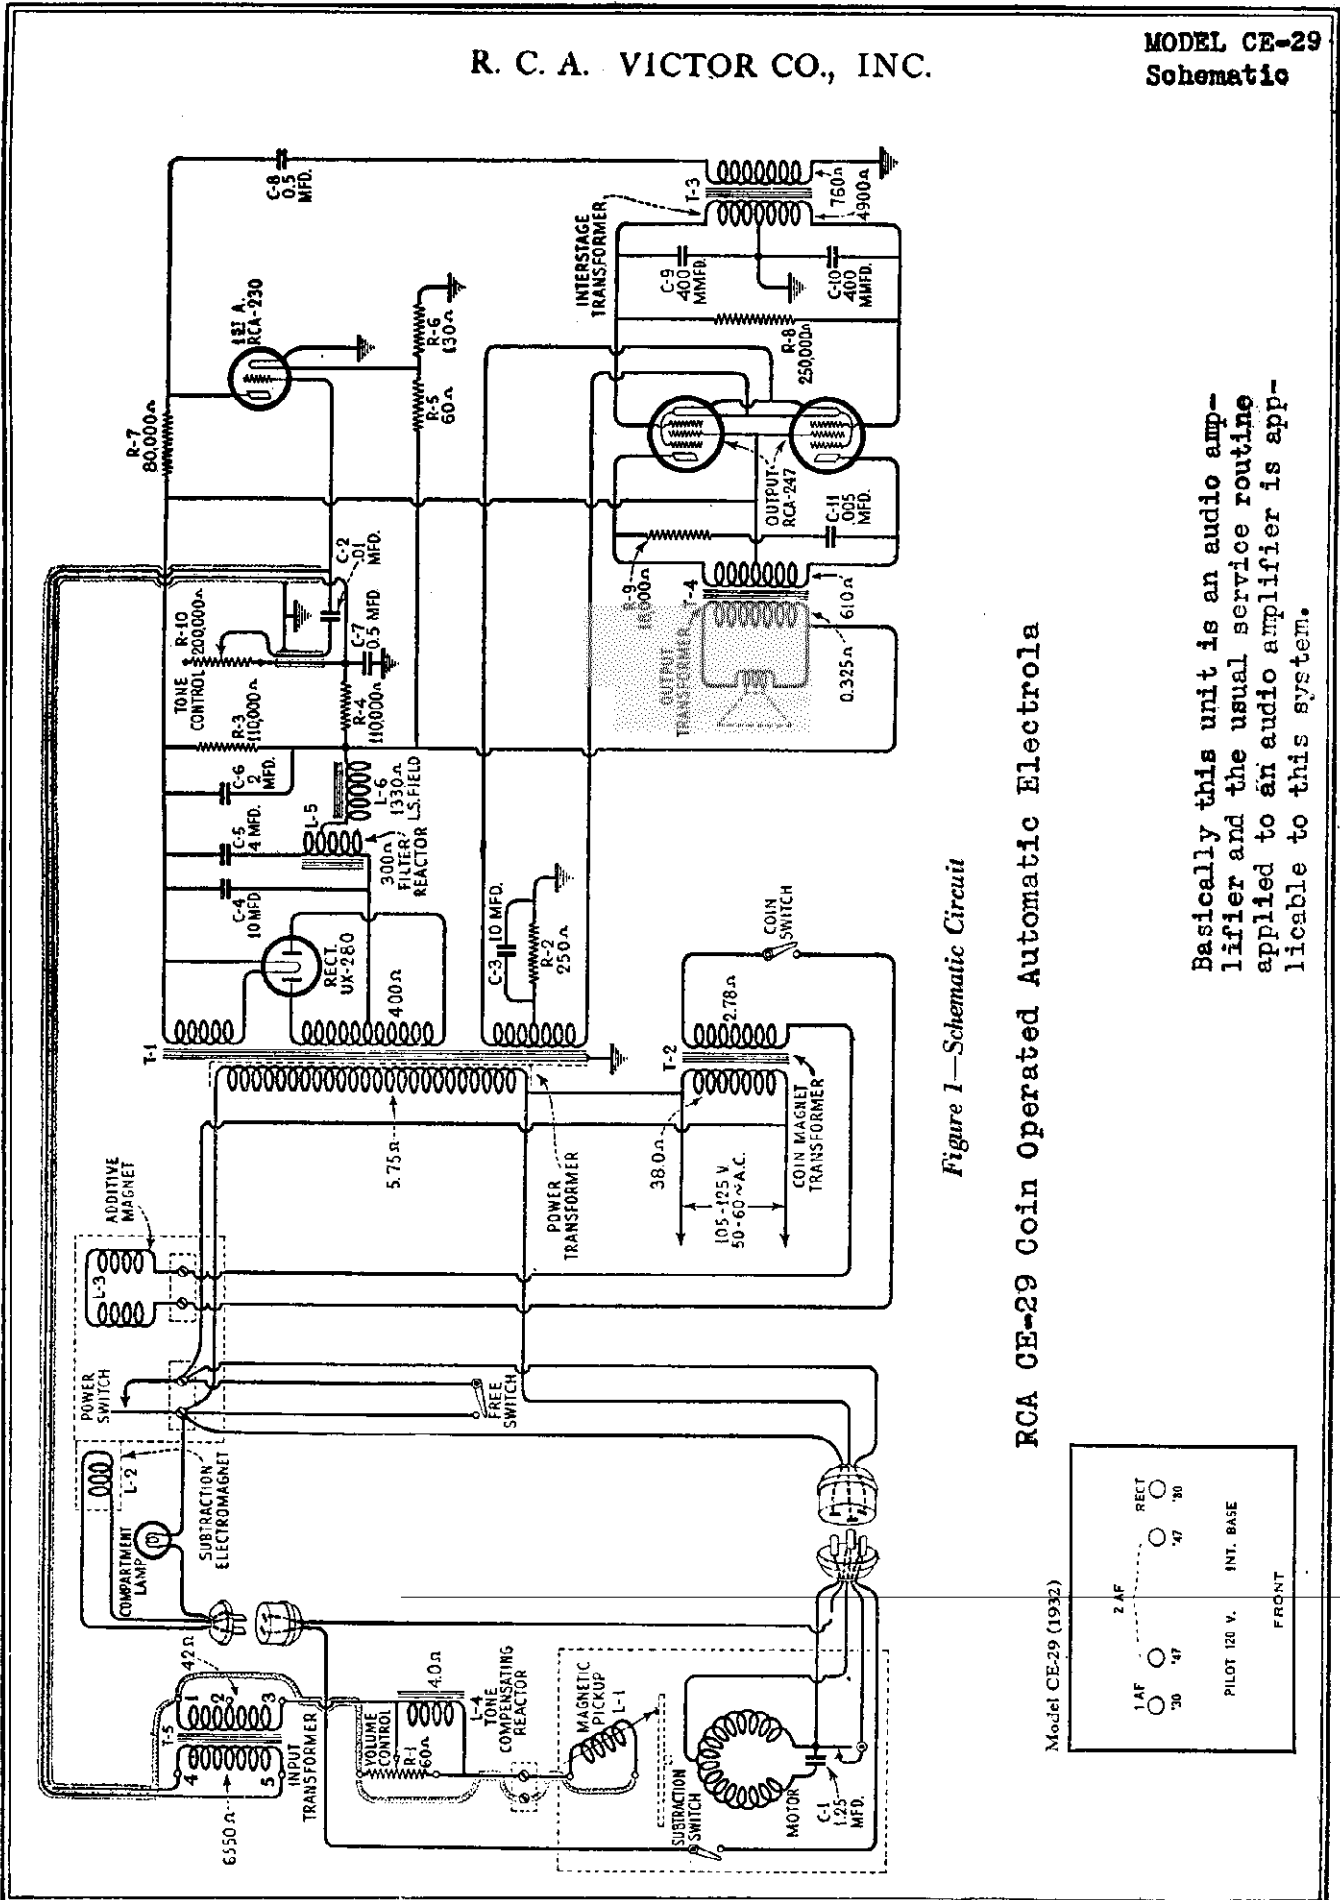 R. C. A. VICTOR CO., INC.
MODEL CE-29
Schematic
C-8
0.5
MFD.
R-7
80,000Ω
1ST A.
RCA-230
R-6
130Ω
R-5
60Ω
INTERSTAGE
TRANSFORMER
T-3
760Ω
4900Ω
C-9
400
MMFD.
C-10
400
MMFD.
R-8
250,000Ω
OUTPUT
RCA-247
C-11
.005
MFD.
R-9
T-4
610Ω
OUTPUT
TRANSFORMER
0.325Ω
TONE
CONTROL
R-10
200,000Ω
C-2
.01
MFD.
C-7
0.5 MFD.
R-3
110,000Ω
R-4
110,000Ω
C-6
2
MFD.
C-5
4 MFD.
C-4
10 MFD
L-5
L-6
1330Ω
L.S.FIELD
300Ω
FILTER
REACTOR
RECT.
UX-280
400Ω
C-3
10 MFD.
R-2
250Ω
T-1
T-2
2.78Ω
COIN
SWITCH
5.75Ω
POWER
TRANSFORMER
38.0Ω
COIN MAGNET
TRANSFORMER
105-125 V.
50-60~A.C.
ADDITIVE
MAGNET
L-3
POWER
SWITCH
FREE
SWITCH
L-2
SUBTRACTION
ELECTROMAGNET
COMPARTMENT
LAMP
42Ω
1
2
3
T-5
4
5
6550Ω
INPUT
TRANSFORMER
VOLUME
CONTROL
R-1
60Ω
4.0Ω
L-4
TONE
COMPENSATING
REACTOR
MAGNETIC
PICKUP
L-1
SUBTRACTION
SWITCH
MOTOR
C-1
1.25
MFD.
Figure 1—Schematic Circuit
RCA CE-29 Coin Operated Automatic Electrola
Basically this unit is an audio amp-
lifier and the usual service routine
applied to an audio amplifier is app-
licable to this system.
Model CE-29 (1932)
1 AF
2 AF
RECT
'30
'47
'47
'80
PILOT 120 V.
INT. BASE
FRONT